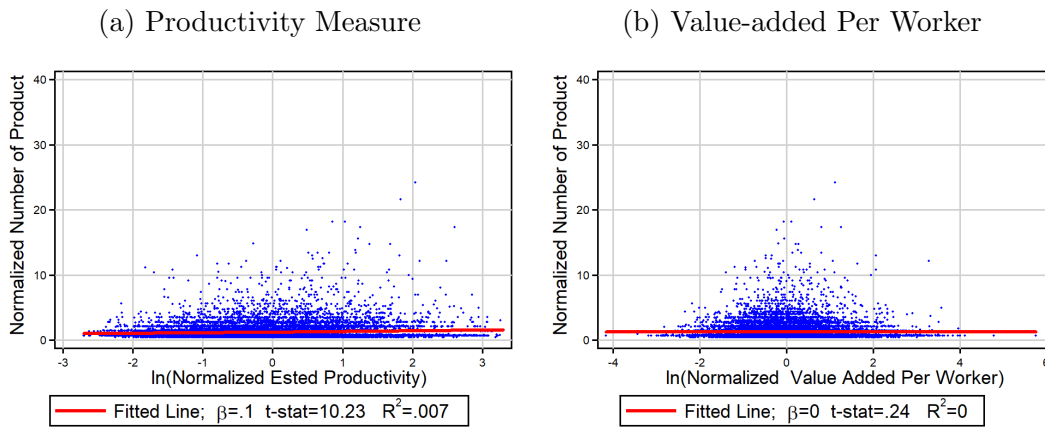 (a) Productivity Measure
Normalized Number of Product
40
30
20
10
0
-3 -2 -1 0 1 2 3
ln(Normalized Ested Productivity)
Fitted Line; β=.1 t-stat=10.23 R²=.007
(b) Value-added Per Worker
Normalized Number of Product
40
30
20
10
0
-4 -2 0 2 4 6
ln(Normalized Value Added Per Worker)
Fitted Line; β=0 t-stat=.24 R²=0